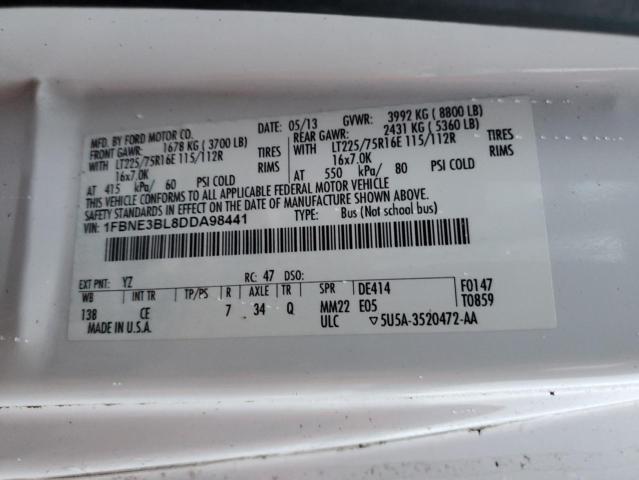 MFD. BY FORD MOTOR CO. DATE: 05/13 GVWR: 3992 KG ( 8800 LB)
FRONT GAWR: 1678 KG ( 3700 LB) REAR GAWR: 2431 KG ( 5360 LB)
WITH LT225/75R16E 115/112R TIRES WITH LT225/75R16E 115/112R TIRES
16x7.0K RIMS 16x7.0K RIMS
AT 415 kPa/ 60 PSI COLD AT 550 kPa/ 80 PSI COLD
THIS VEHICLE CONFORMS TO ALL APPLICABLE FEDERAL MOTOR VEHICLE
SAFETY STANDARDS IN EFFECT ON THE DATE OF MANUFACTURE SHOWN ABOVE.
VIN: 1FBNE3BL8DDA98441 TYPE: Bus (Not school bus)
EXT PNT: YZ RC: 47 DSO:
WB INT TR TP/PS R AXLE TR SPR DE414 F0147
138 CE 7 34 Q MM22 E05 T0859
MADE IN U.S.A. ULC ▽5U5A-3520472-AA